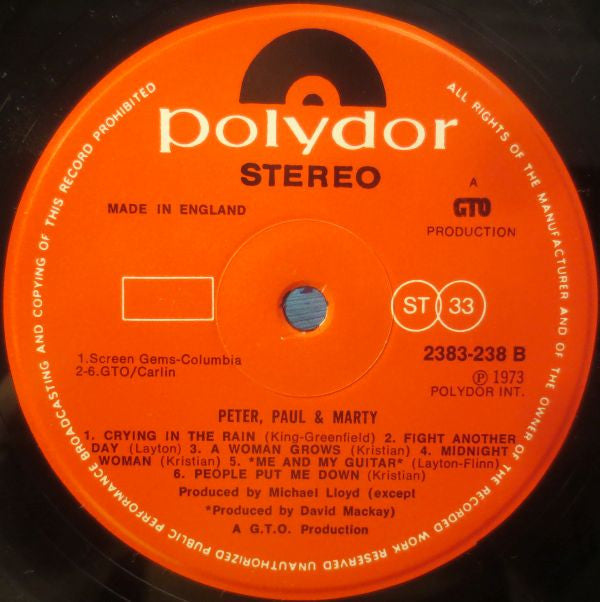 polydor
STEREO
MADE IN ENGLAND
A
GTO
PRODUCTION
ST 33
1.Screen Gems-Columbia
2-6.GTO/Carlin
2383-238 B
Ⓟ 1973
POLYDOR INT.
PETER, PAUL & MARTY
1. CRYING IN THE RAIN (King-Greenfield) 2. FIGHT ANOTHER
DAY (Layton) 3. A WOMAN GROWS (Kristian) 4. MIDNIGHT
WOMAN (Kristian) 5. *ME AND MY GUITAR* (Layton-Flinn)
6. PEOPLE PUT ME DOWN (Kristian)
Produced by Michael Lloyd (except
*Produced by David Mackay)
A G.T.O. Production
ALL RIGHTS OF THE MANUFACTURER AND OF THE OWNER OF THE RECORDED WORK RESERVED UNAUTHORIZED PUBLIC PERFORMANCE BROADCASTING AND COPYING OF THIS RECORD PROHIBITED